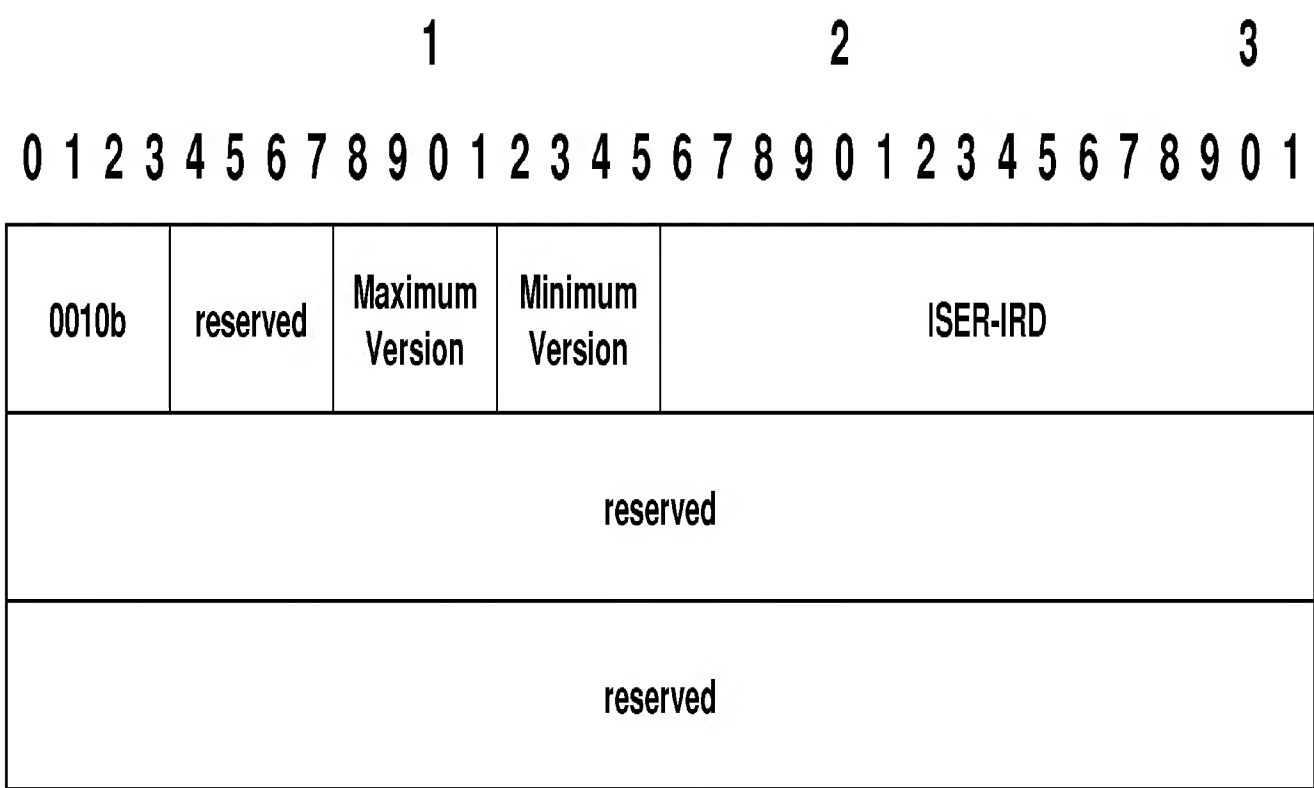 1 2 3
0 1 2 3 4 5 6 7 8 9 0 1 2 3 4 5 6 7 8 9 0 1 2 3 4 5 6 7 8 9 0 1
0010b
reserved
Maximum
Version
Minimum
Version
ISER-IRD
reserved
reserved